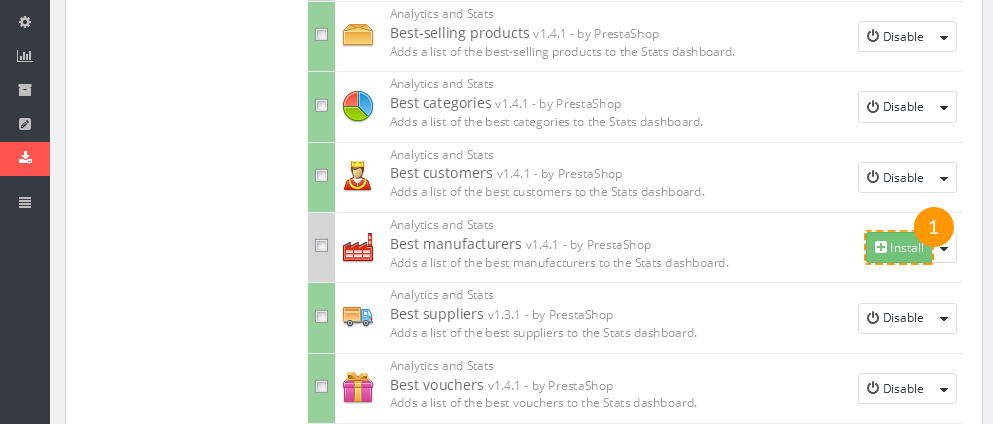 Analytics and Stats
Best-selling products v1.4.1 - by PrestaShop
Adds a list of the best-selling products to the Stats dashboard.
Disable
Analytics and Stats
Best categories v1.4.1 - by PrestaShop
Adds a list of the best categories to the Stats dashboard.
Disable
Analytics and Stats
Best customers v1.4.1 - by PrestaShop
Adds a list of the best customers to the Stats dashboard.
Disable
Analytics and Stats
Best manufacturers v1.4.1 - by PrestaShop
Adds a list of the best manufacturers to the Stats dashboard.
1
Install
Analytics and Stats
Best suppliers v1.3.1 - by PrestaShop
Adds a list of the best suppliers to the Stats dashboard.
Disable
Analytics and Stats
Best vouchers v1.4.1 - by PrestaShop
Adds a list of the best vouchers to the Stats dashboard.
Disable